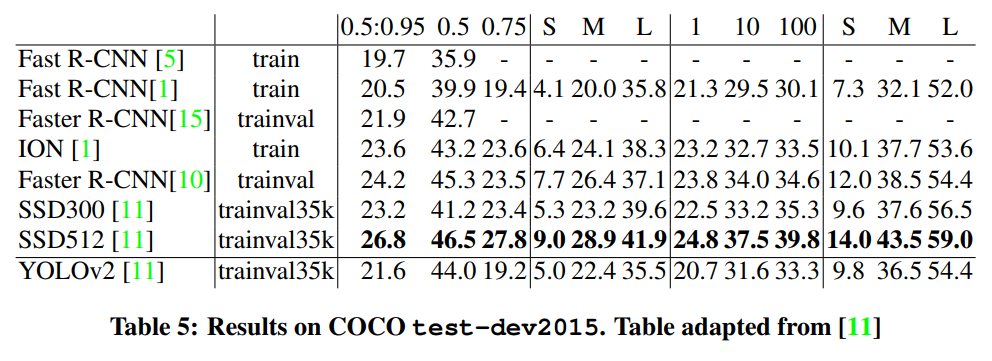 0.5:0.95 0.5 0.75 S M L 1 10 100 S M L
Fast R-CNN [5] train 19.7 35.9 - - - - - - - - - -
Fast R-CNN[1] train 20.5 39.9 19.4 4.1 20.0 35.8 21.3 29.5 30.1 7.3 32.1 52.0
Faster R-CNN[15] trainval 21.9 42.7 - - - - - - - - - -
ION [1] train 23.6 43.2 23.6 6.4 24.1 38.3 23.2 32.7 33.5 10.1 37.7 53.6
Faster R-CNN[10] trainval 24.2 45.3 23.5 7.7 26.4 37.1 23.8 34.0 34.6 12.0 38.5 54.4
SSD300 [11] trainval35k 23.2 41.2 23.4 5.3 23.2 39.6 22.5 33.2 35.3 9.6 37.6 56.5
SSD512 [11] trainval35k 26.8 46.5 27.8 9.0 28.9 41.9 24.8 37.5 39.8 14.0 43.5 59.0
YOLOv2 [11] trainval35k 21.6 44.0 19.2 5.0 22.4 35.5 20.7 31.6 33.3 9.8 36.5 54.4
Table 5: Results on COCO test-dev2015. Table adapted from [11]